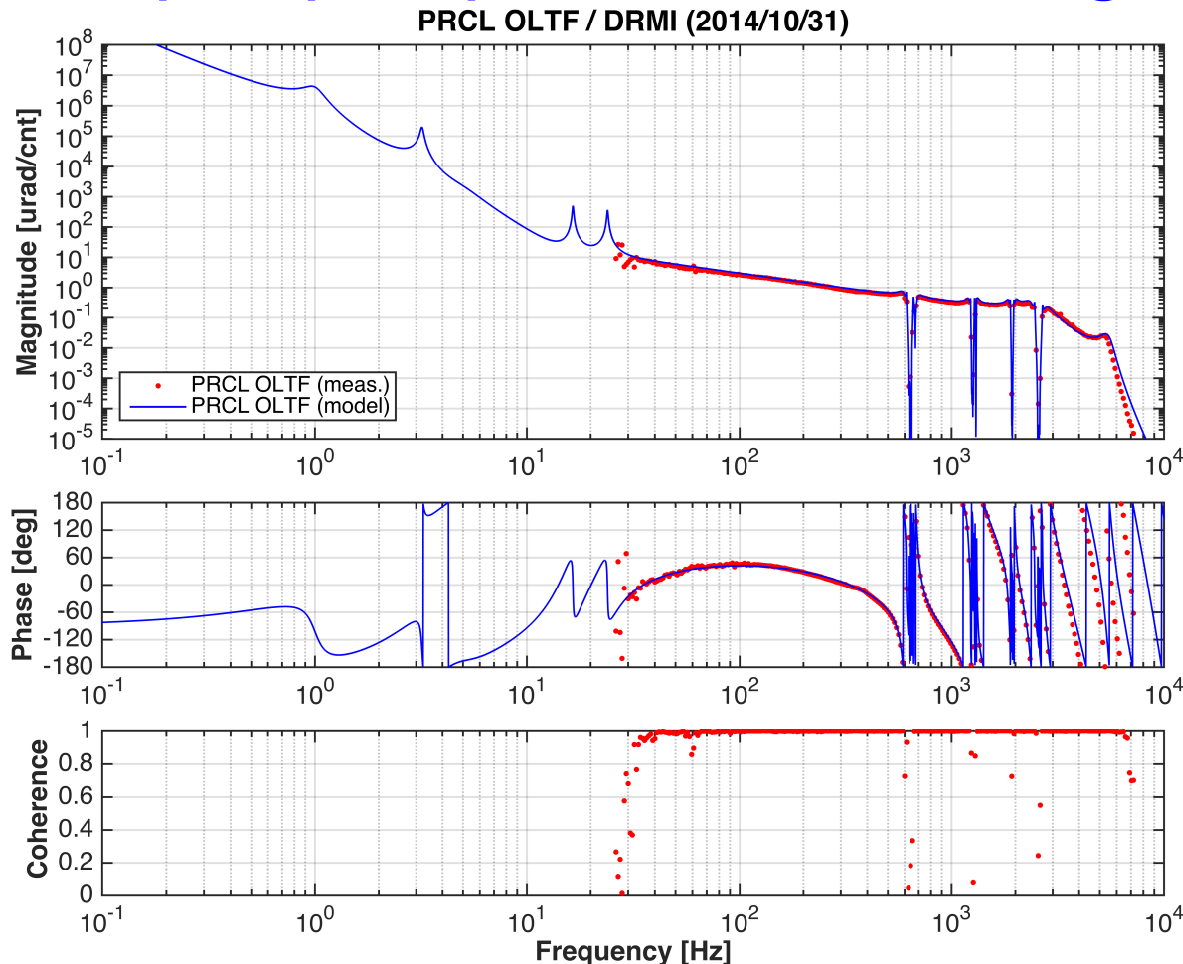 PRCL OLTF / DRMI (2014/10/31)
10^8
10^7
10^6
10^5
10^4
10^3
10^2
10^1
10^0
10^-1
10^-2
10^-3
10^-4
10^-5
Magnitude [urad/cnt]
PRCL OLTF (meas.)
PRCL OLTF (model)
10^-1 10^0 10^1 10^2 10^3 10^4
180
120
60
0
-60
-120
-180
Phase [deg]
10^-1 10^0 10^1 10^2 10^3 10^4
1
0.8
0.6
0.4
0.2
0
Coherence
10^-1 10^0 10^1 10^2 10^3 10^4
Frequency [Hz]